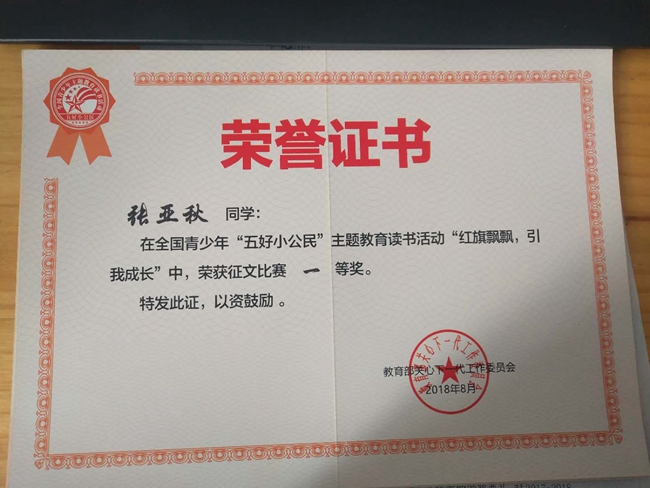 荣誉证书
张亚秋 同学：
在全国青少年“五好小公民”主题教育读书活动“红旗飘飘，引
我成长”中，荣获征文比赛 一 等奖。
特发此证，以资鼓励。
教育部关心下一代工作委员会
2018年8月